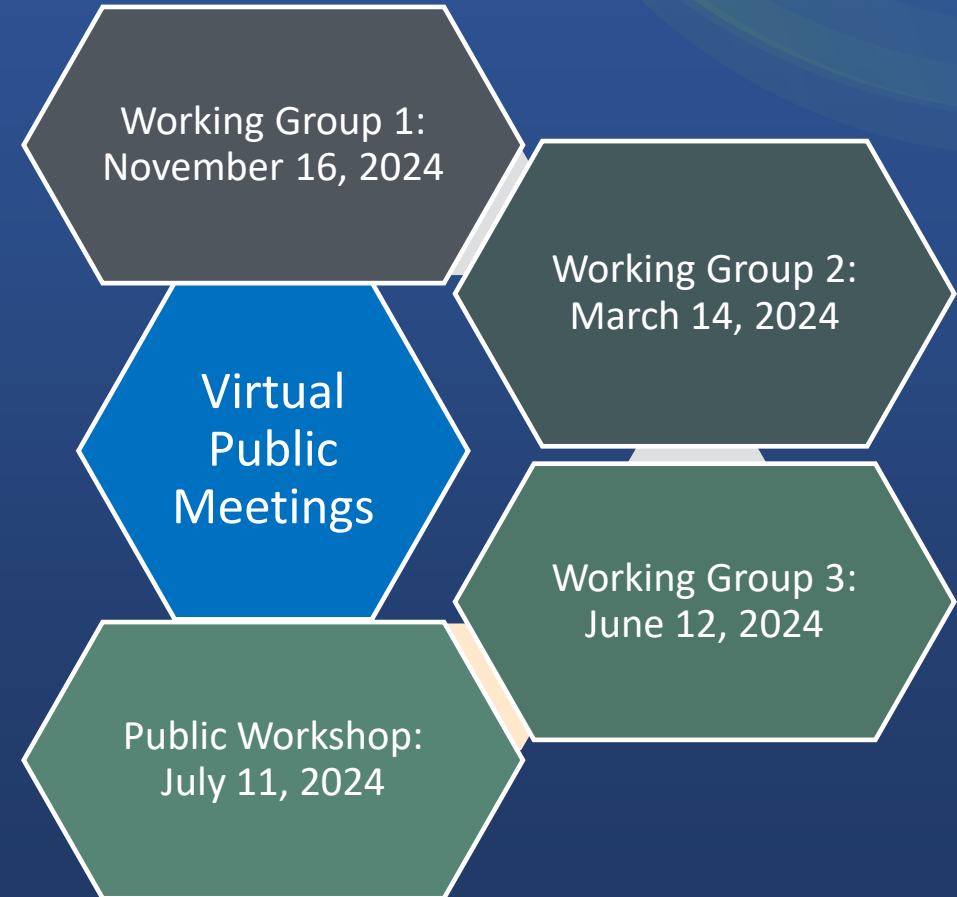 Working Group 1:
November 16, 2024
Working Group 2:
March 14, 2024
Virtual
Public
Meetings
Working Group 3:
June 12, 2024
Public Workshop:
July 11, 2024